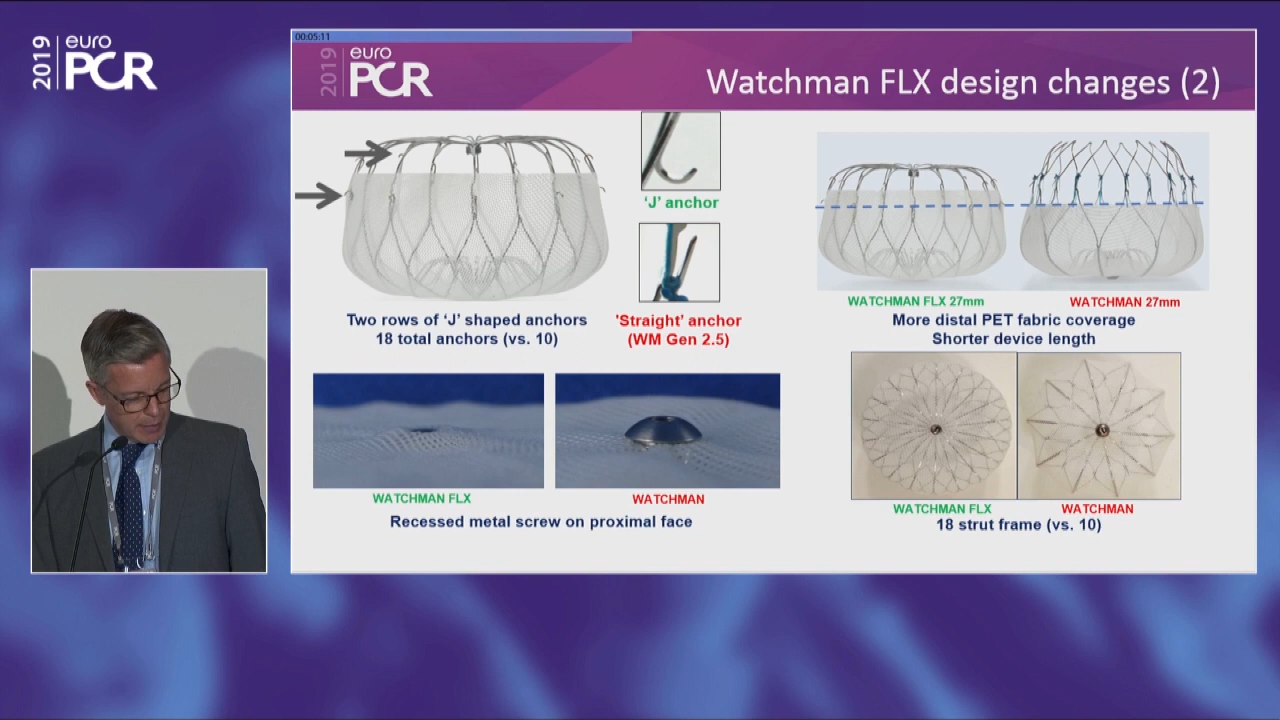 2019
euro
PCR
00:05:11
2019
euro
PCR
Watchman FLX design changes (2)
‘J’ anchor
'Straight’ anchor
(WM Gen 2.5)
Two rows of ‘J’ shaped anchors
18 total anchors (vs. 10)
WATCHMAN FLX 27mm
WATCHMAN 27mm
More distal PET fabric coverage
Shorter device length
WATCHMAN FLX
WATCHMAN
Recessed metal screw on proximal face
WATCHMAN FLX
WATCHMAN
18 strut frame (vs. 10)